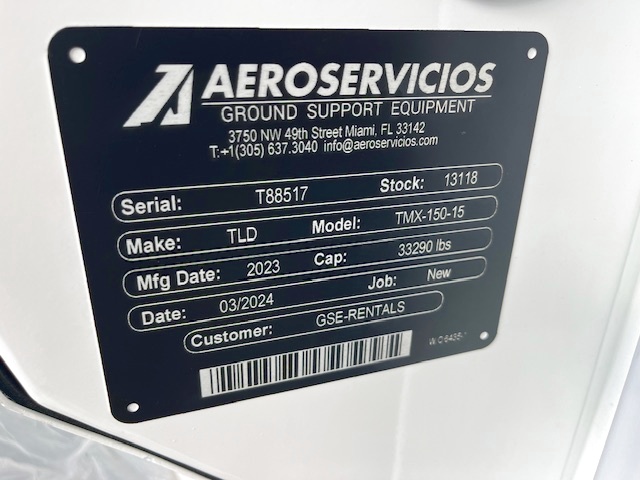 AEROSERVICIOS
GROUND SUPPORT EQUIPMENT
3750 NW 49th Street Miami, FL 33142
T:+1(305) 637.3040 info@aeroservicios.com
Serial: T88517 Stock: 13118
Make: TLD Model: TMX-150-15
Mfg Date: 2023 Cap: 33290 lbs
Date: 03/2024 Job: New
Customer: GSE-RENTALS